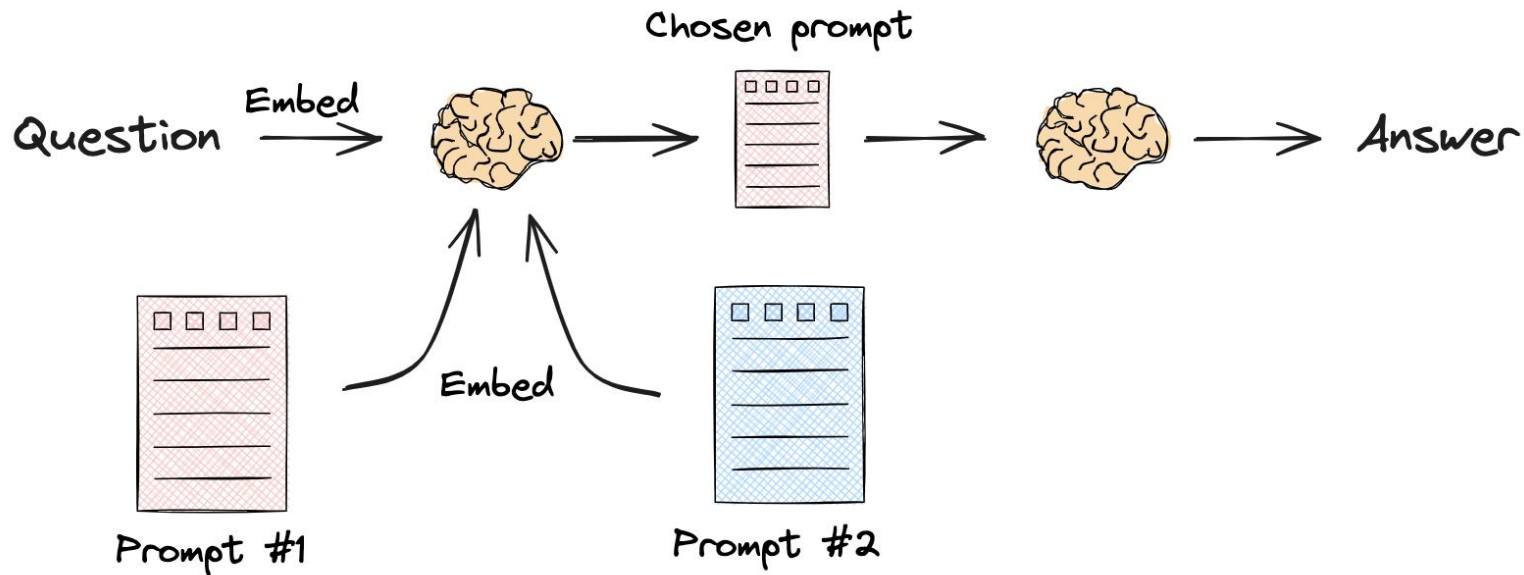 Chosen prompt
Embed
Question
Answer
Embed
Prompt #1
Prompt #2